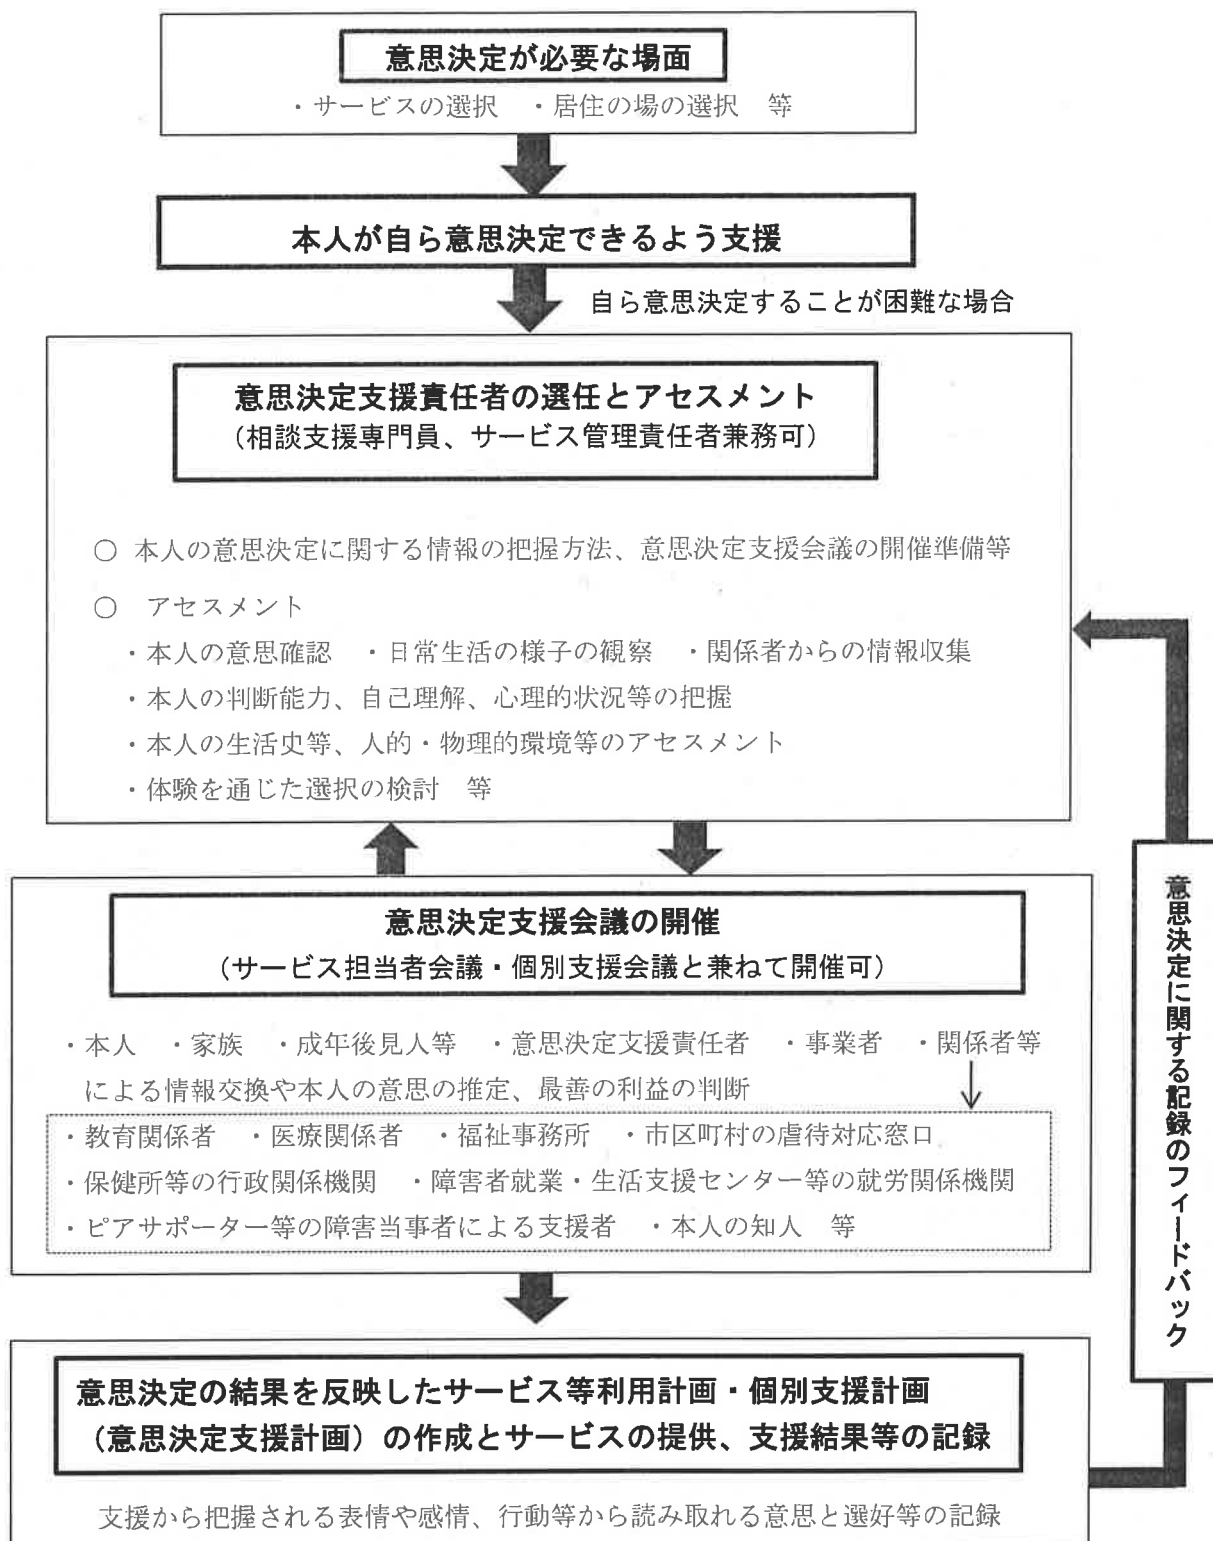 意思決定が必要な場面
・サービスの選択　・居住の場の選択　等
本人が自ら意思決定できるよう支援
自ら意思決定することが困難な場合
意思決定支援責任者の選任とアセスメント
（相談支援専門員、サービス管理責任者兼務可）
○ 本人の意思決定に関する情報の把握方法、意思決定支援会議の開催準備等
○　アセスメント
・本人の意思確認　・日常生活の様子の観察　・関係者からの情報収集
・本人の判断能力、自己理解、心理的状況等の把握
・本人の生活史等、人的・物理的環境等のアセスメント
・体験を通じた選択の検討　等
意思決定支援会議の開催
（サービス担当者会議・個別支援会議と兼ねて開催可）
・本人　・家族　・成年後見人等　・意思決定支援責任者　・事業者　・関係者等
による情報交換や本人の意思の推定、最善の利益の判断
・教育関係者　・医療関係者　・福祉事務所　・市区町村の虐待対応窓口
・保健所等の行政関係機関　・障害者就業・生活支援センター等の就労関係機関
・ピアサポーター等の障害当事者による支援者　・本人の知人　等
意思決定の結果を反映したサービス等利用計画・個別支援計画
（意思決定支援計画）の作成とサービスの提供、支援結果等の記録
支援から把握される表情や感情、行動等から読み取れる意思と選好等の記録
意思決定に関する記録のフィードバック